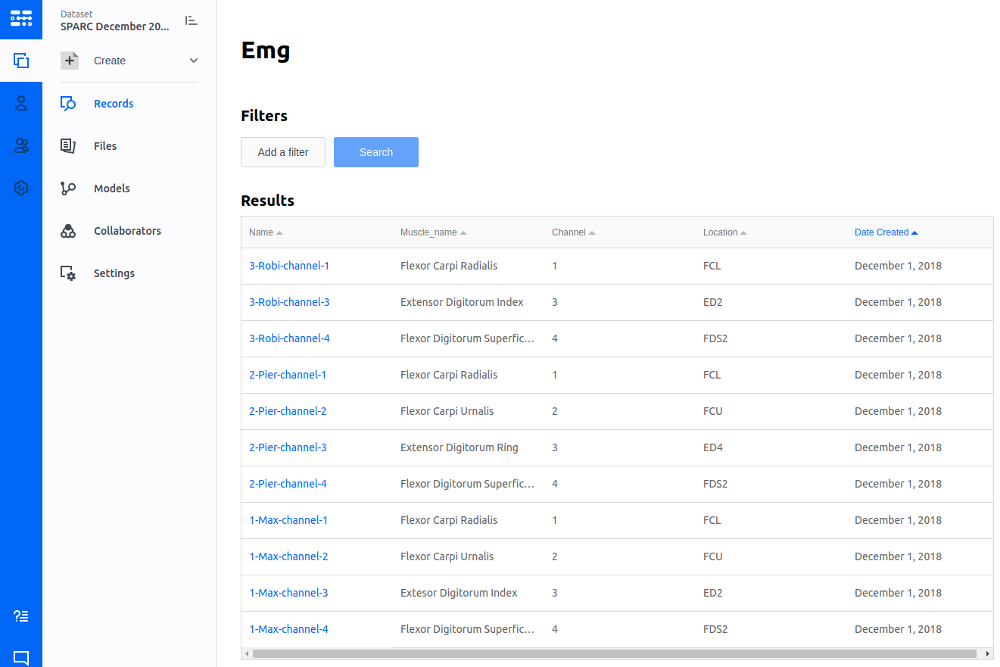 Dataset
SPARC December 20...
Create
Records
Files
Models
Collaborators
Settings
Emg
Filters
Add a filter Search
Results
Name Muscle_name Channel Location Date Created
3-Robi-channel-1 Flexor Carpi Radialis 1 FCL December 1, 2018
3-Robi-channel-3 Extensor Digitorum Index 3 ED2 December 1, 2018
3-Robi-channel-4 Flexor Digitorum Superfic... 4 FDS2 December 1, 2018
2-Pier-channel-1 Flexor Carpi Radialis 1 FCL December 1, 2018
2-Pier-channel-2 Flexor Carpi Urnalis 2 FCU December 1, 2018
2-Pier-channel-3 Extensor Digitorum Ring 3 ED4 December 1, 2018
2-Pier-channel-4 Flexor Digitorum Superfic... 4 FDS2 December 1, 2018
1-Max-channel-1 Flexor Carpi Radialis 1 FCL December 1, 2018
1-Max-channel-2 Flexor Carpi Urnalis 2 FCU December 1, 2018
1-Max-channel-3 Extesor Digitorum Index 3 ED2 December 1, 2018
1-Max-channel-4 Flexor Digitorum Superfic... 4 FDS2 December 1, 2018